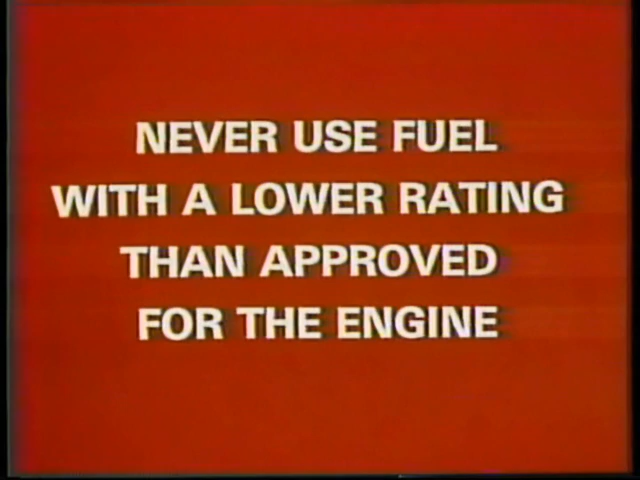 NEVER USE FUEL
WITH A LOWER RATING
THAN APPROVED
FOR THE ENGINE